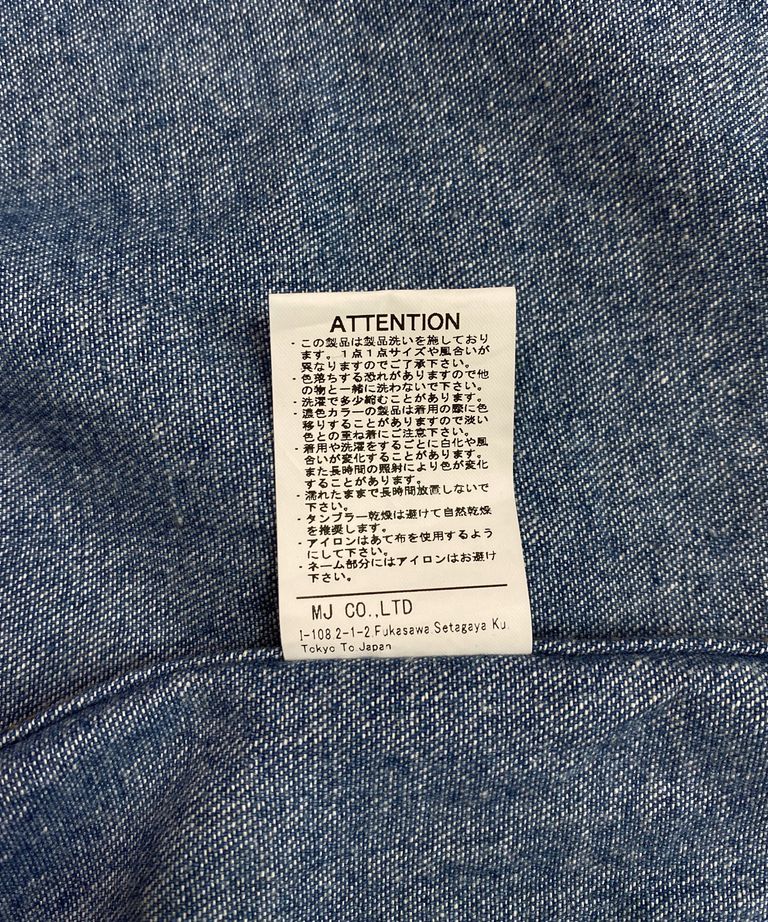 ATTENTION
・この製品は製品洗いを施しており
ます。１点１点サイズや風合いが
異なりますのでご了承下さい。
・色落ちする恐れがありますので他
の物と一緒に洗わないで下さい。
・洗濯で多少縮むことがあります。
・濃色カラーの製品は着用の際に色
移りすることがありますので淡い
色との重ね着にご注意下さい。
・着用や洗濯をするごとに白化や風
合いが変化することがあります。
また長時間の照射により色が変化
することがあります。
・濡れたままで長時間放置しないで
下さい。
・タンブラー乾燥は避けて自然乾燥
を推奨します。
・アイロンはあて布を使用するよう
にして下さい。
・ネーム部分にはアイロンはお避け
下さい。
MJ CO.,LTD
I-108.2-1-2.Fukasawa.Setagaya Ku.
Tokyo To Japan